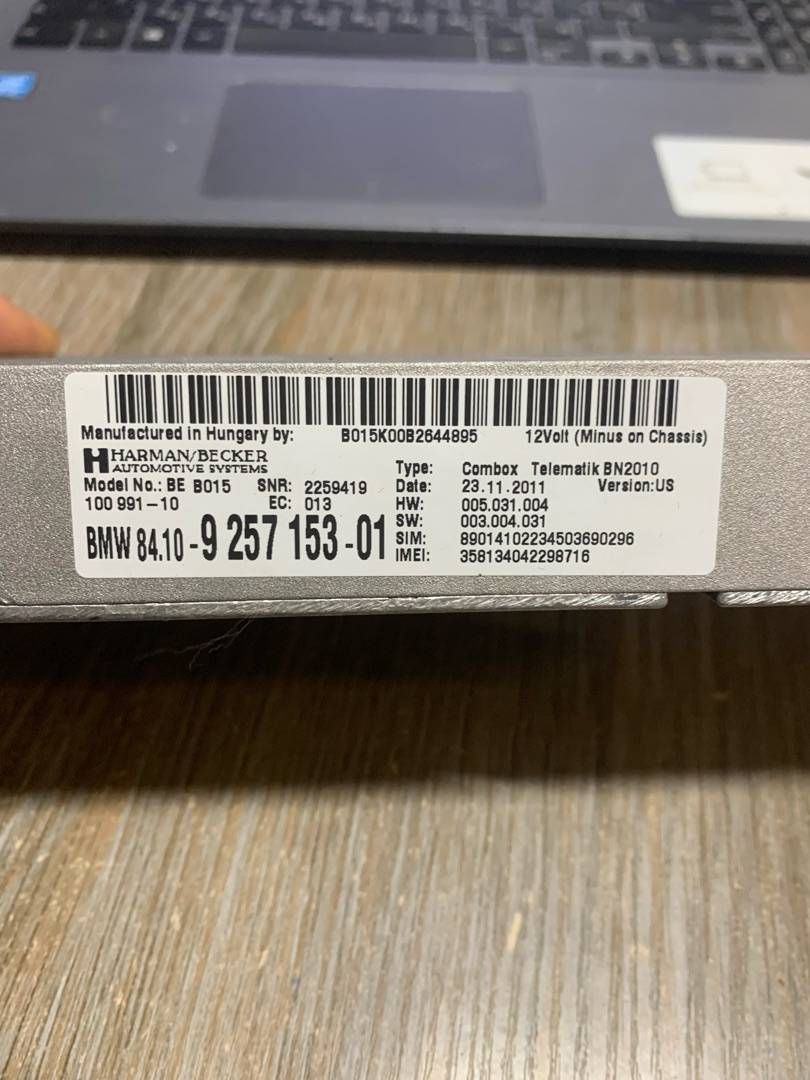 Manufactured in Hungary by: B015K00B2644895 12Volt (Minus on Chassis)
HARMAN/BECKER
AUTOMOTIVE SYSTEMS
Model No.: BE B015 SNR: 2259419
100 991-10 EC: 013
BMW 84.10-9 257 153-01
Type: Combox Telematik BN2010
Date: 23.11.2011 Version:US
HW: 005.031.004
SW: 003.004.031
SIM: 89014102234503690296
IMEI: 358134042298716